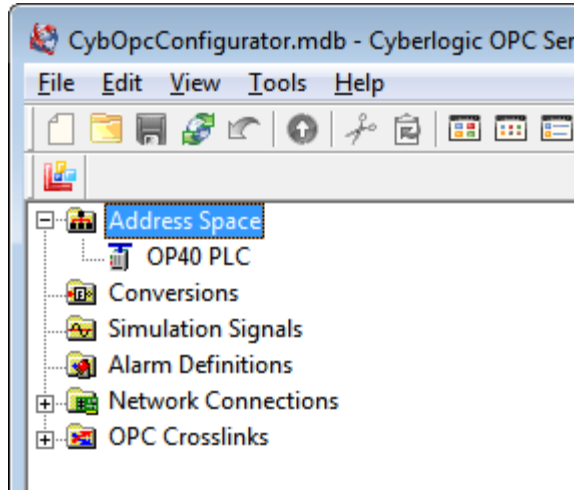 CybOpcConfigurator.mdb - Cyberlogic OPC Ser
File Edit View Tools Help
Address Space
OP40 PLC
Conversions
Simulation Signals
Alarm Definitions
Network Connections
OPC Crosslinks